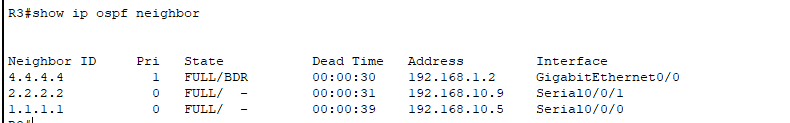 R3#show ip ospf neighbor
Neighbor ID     Pri   State           Dead Time   Address         Interface
4.4.4.4           1   FULL/BDR        00:00:30    192.168.1.2     GigabitEthernet0/0
2.2.2.2           0   FULL/  -        00:00:31    192.168.10.9    Serial0/0/1
1.1.1.1           0   FULL/  -        00:00:39    192.168.10.5    Serial0/0/0